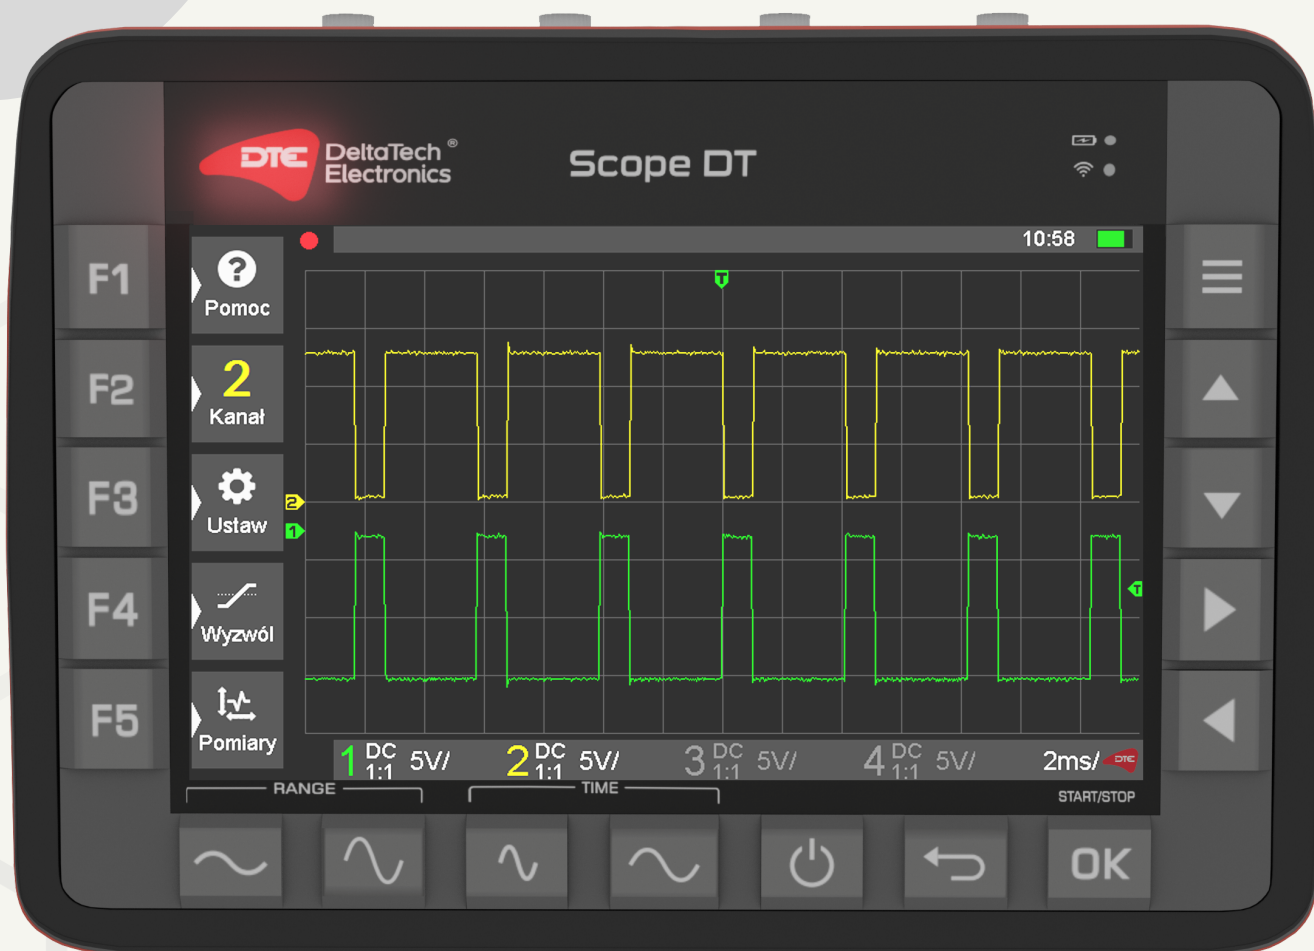 DTE
DeltaTech ®
Electronics
Scope DT
10:58
F1
Pomoc
T
F2
2
Kanał
F3
Ustaw
2
1
F4
Wyzwól
T
F5
Pomiary
1 DC 1:1 5V/
2 DC 1:1 5V/
3 DC 1:1 5V/
4 DC 1:1 5V/
2ms/ DTE
RANGE
TIME
START/STOP
OK